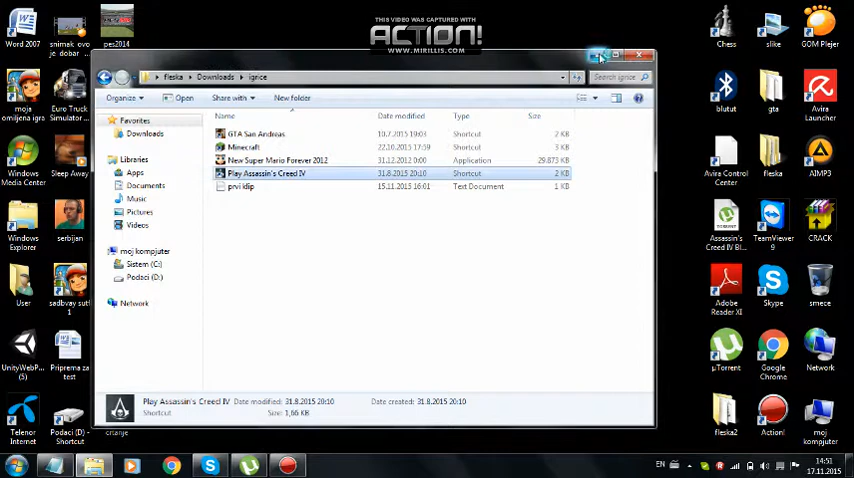 THIS VIDEO WAS CAPTURED WITH
ACTION!
WWW.MIRILLIS.COM
Word 2007
snimak ovo je dobar ...
pes2014
moja omiljena igra
Euro Truck Simulator ...
Windows Media Center
Sleep Away
Windows Explorer
serbijan
User
sadbvay surf 1
UnityWebP... (5)
Priprema za test
Telenor Internet
Podaci (D:) - Shortcut
crtanje
fleska
Downloads
igrice
Search igrice
Organize
Open
Share with
New folder
Favorites
Downloads
Libraries
Apps
Documents
Music
Pictures
Videos
moj kompjuter
Sistem (C:)
Podaci (D:)
Network
Name
Date modified
Type
Size
GTA San Andreas 10.7.2015 19:03 Shortcut 2 KB
Minecraft 22.10.2015 17:59 Shortcut 3 KB
New Super Mario Forever 2012 31.12.2012 0:00 Application 29.873 KB
Play Assassin's Creed IV 31.8.2015 20:10 Shortcut 2 KB
prvi klip 15.11.2015 16:01 Text Document 1 KB
Play Assassin's Creed IV Date modified: 31.8.2015 20:10 Date created: 31.8.2015 20:10
Shortcut Size: 1,66 KB
Chess
slike
GOM Plejer
blutut
gta
Avira Launcher
Avira Control Center
fleska
AIMP3
Assassin's Creed IV Bl...
TeamViewer 9
CRACK
Adobe Reader XI
Skype
smece
µTorrent
Google Chrome
Network
fleska2
Action!
moj kompjuter
EN
14:51
17.11.2015